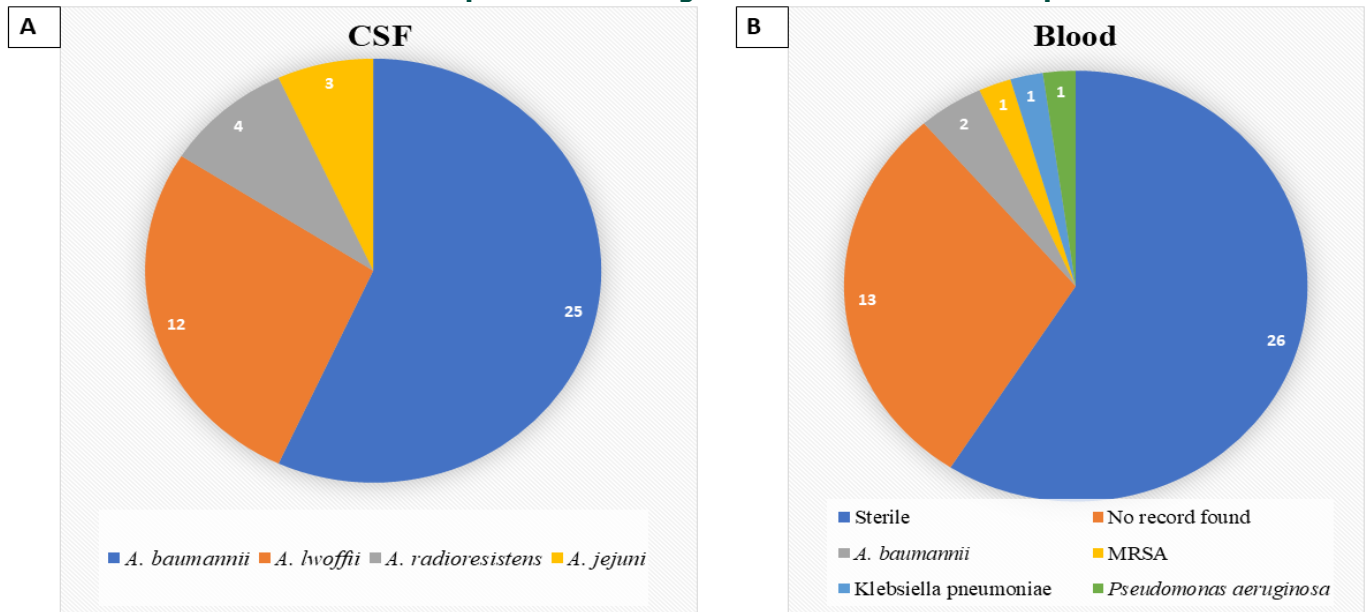 A
CSF
3
4
12
25
A. baumannii A. lwoffii A. radioresistens A. jejuni
B
Blood
1
1
1
2
13
26
Sterile No record found
A. baumannii MRSA
Klebsiella pneumoniae Pseudomonas aeruginosa